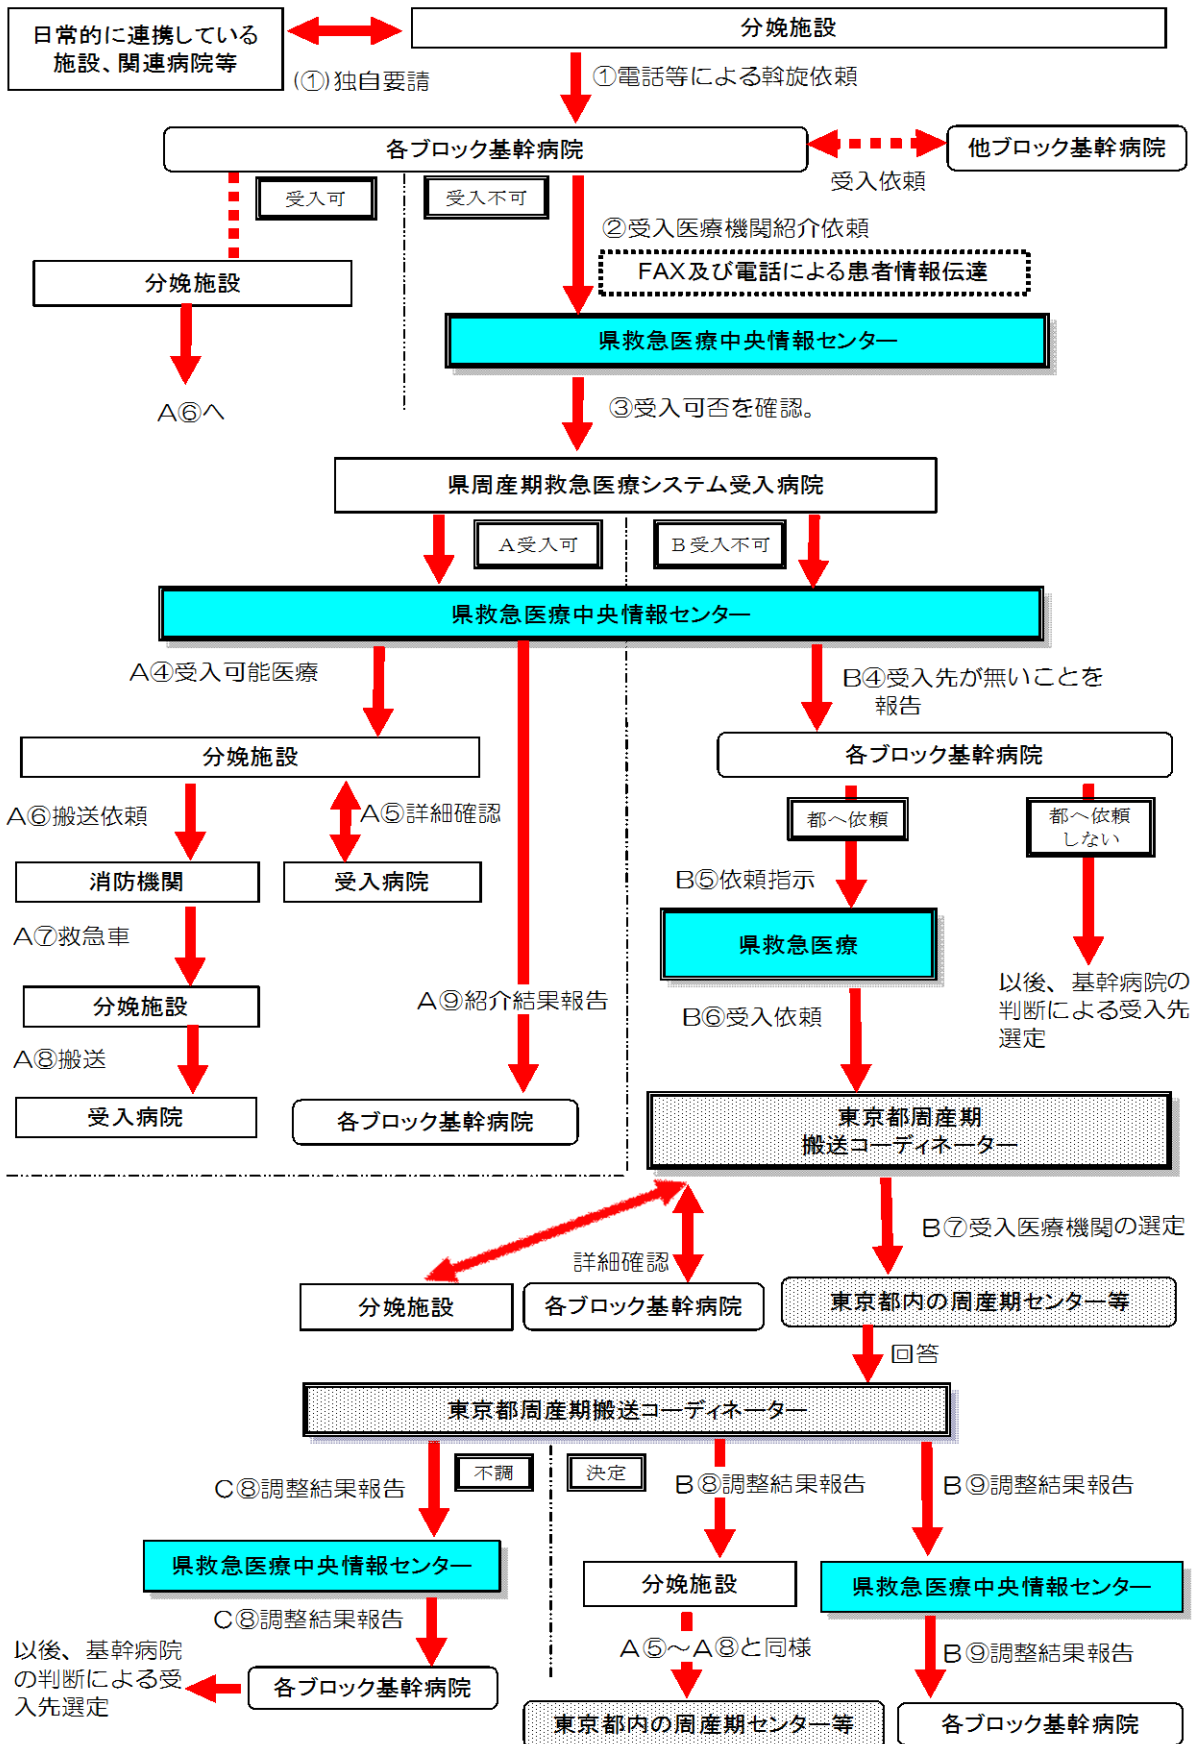 日常的に連携している
施設、関連病院等
分娩施設
(①)独自要請
①電話等による斡旋依頼
各ブロック基幹病院
他ブロック基幹病院
受入依頼
受入可
受入不可
②受入医療機関紹介依頼
FAX及び電話による患者情報伝達
分娩施設
県救急医療中央情報センター
A⑥へ
③受入可否を確認。
県周産期救急医療システム受入病院
A受入可
B受入不可
県救急医療中央情報センター
A④受入可能医療
B④受入先が無いことを
報告
分娩施設
各ブロック基幹病院
A⑥搬送依頼
A⑤詳細確認
都へ依頼
都へ依頼
しない
消防機関
受入病院
B⑤依頼指示
A⑦救急車
県救急医療
分娩施設
A⑨紹介結果報告
以後、基幹病院の
判断による受入先
選定
B⑥受入依頼
A⑧搬送
受入病院
各ブロック基幹病院
東京都周産期
搬送コーディネーター
B⑦受入医療機関の選定
詳細確認
分娩施設
各ブロック基幹病院
東京都内の周産期センター等
回答
東京都周産期搬送コーディネーター
不調
決定
C⑧調整結果報告
B⑧調整結果報告
B⑨調整結果報告
県救急医療中央情報センター
分娩施設
県救急医療中央情報センター
C⑧調整結果報告
A⑤～A⑧と同様
B⑨調整結果報告
以後、基幹病院
の判断による受
入先選定
各ブロック基幹病院
東京都内の周産期センター等
各ブロック基幹病院